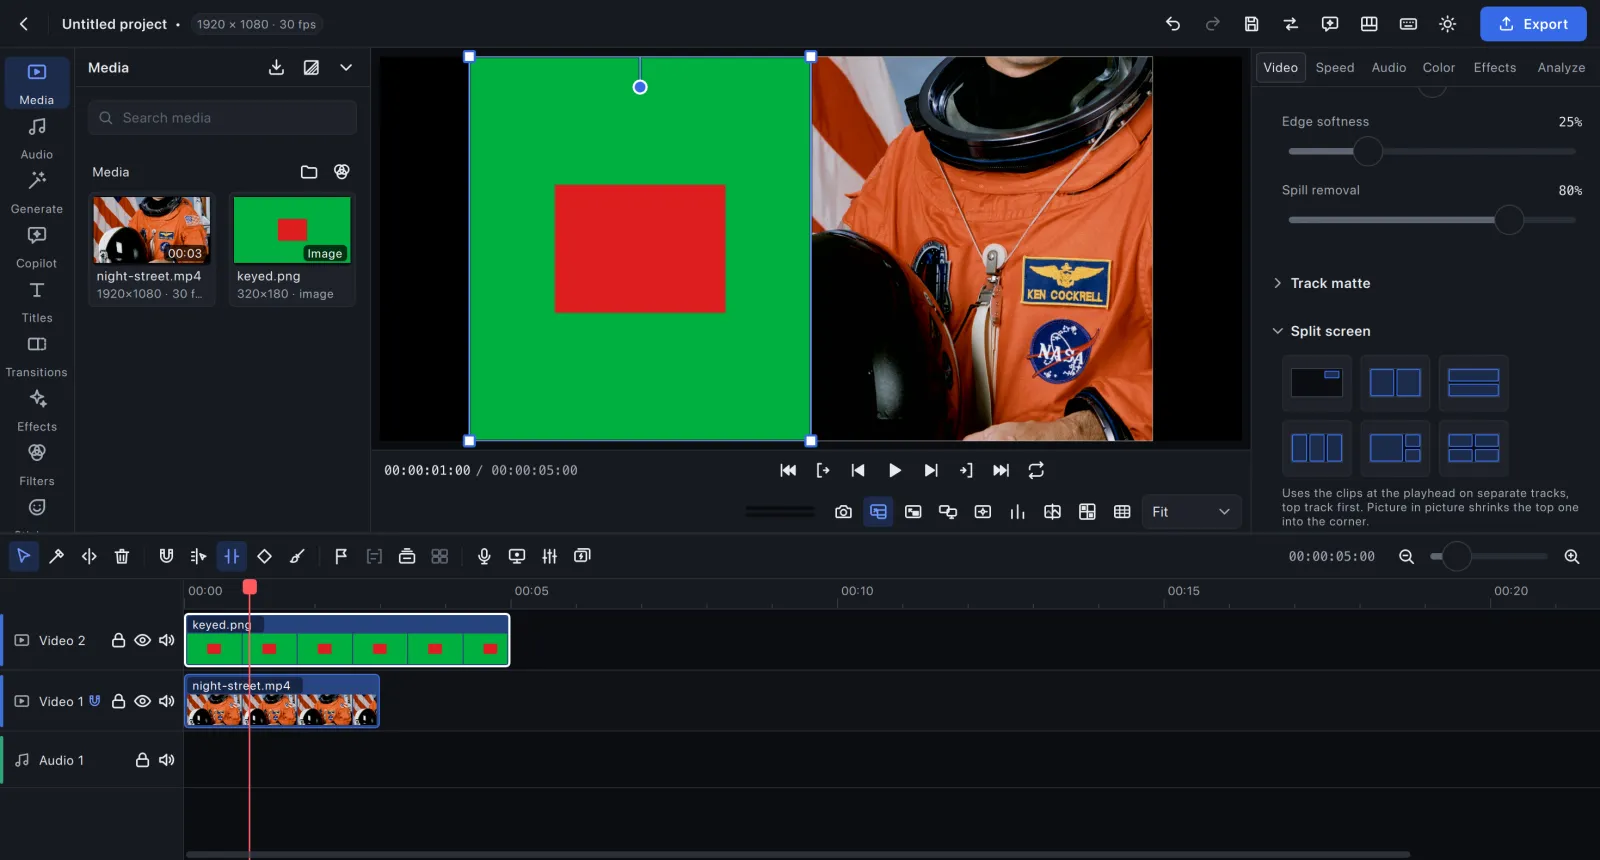 Untitled project •
1920 × 1080 · 30 fps
Export
Media
Audio
Generate
Copilot
Titles
Transitions
Effects
Filters
Media
Search media
Media
00:03
night-street.mp4
1920×1080 · 30 f...
Image
keyed.png
320×180 · image
KEN COCKRELL
NASA
00:00:01:00 / 00:00:05:00
Fit
Video
Speed
Audio
Color
Effects
Analyze
Edge softness
25%
Spill removal
80%
Track matte
Split screen
Uses the clips at the playhead on separate tracks,
top track first. Picture in picture shrinks the top one
into the corner.
00:00:05:00
00:00
00:05
00:10
00:15
00:20
Video 2
keyed.png
Video 1
night-street.mp4
Audio 1